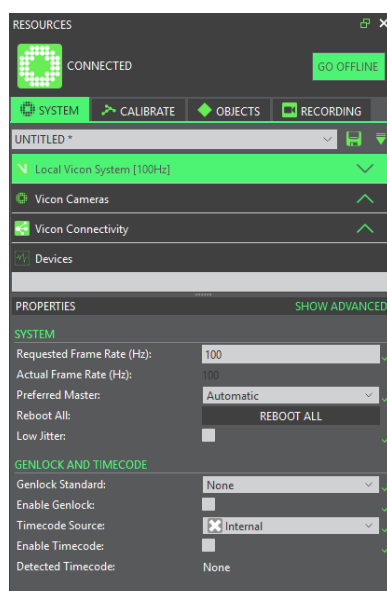 RESOURCES
CONNECTED
GO OFFLINE
SYSTEM CALIBRATE OBJECTS RECORDING
UNTITLED *
Local Vicon System [100Hz]
Vicon Cameras
Vicon Connectivity
Devices
PROPERTIES SHOW ADVANCED
SYSTEM
Requested Frame Rate (Hz): 100
Actual Frame Rate (Hz): 100
Preferred Master: Automatic
Reboot All: REBOOT ALL
Low Jitter:
GENLOCK AND TIMECODE
Genlock Standard: None
Enable Genlock:
Timecode Source: Internal
Enable Timecode:
Detected Timecode: None